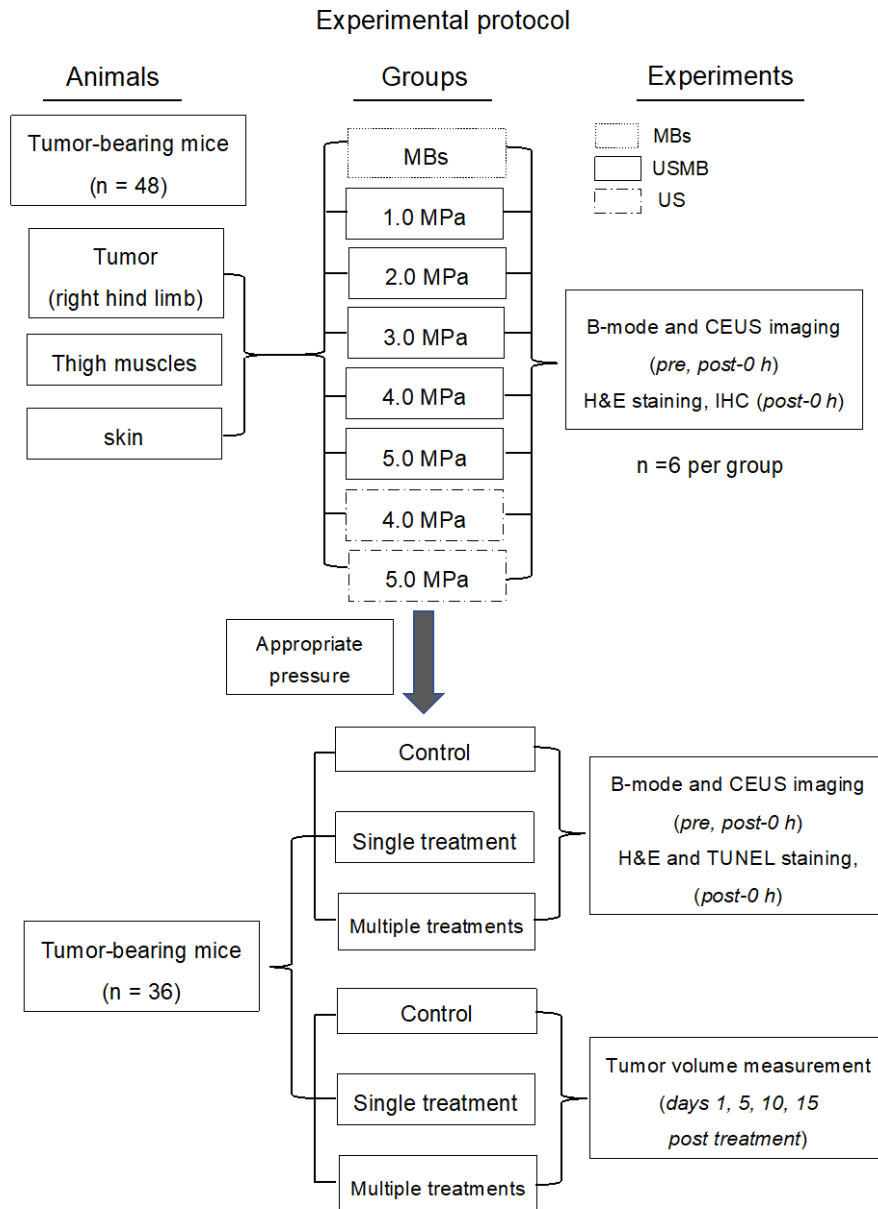 Experimental protocol
Animals
Groups
Experiments
Tumor-bearing mice
(n = 48)
Tumor
(right hind limb)
Thigh muscles
skin
MBs
1.0 MPa
2.0 MPa
3.0 MPa
4.0 MPa
5.0 MPa
4.0 MPa
5.0 MPa
MBs
USMB
US
B-mode and CEUS imaging
(pre, post-0 h)
H&E staining, IHC (post-0 h)
n =6 per group
Appropriate
pressure
Tumor-bearing mice
(n = 36)
Control
Single treatment
Multiple treatments
B-mode and CEUS imaging
(pre, post-0 h)
H&E and TUNEL staining,
(post-0 h)
Control
Single treatment
Multiple treatments
Tumor volume measurement
(days 1, 5, 10, 15
post treatment)